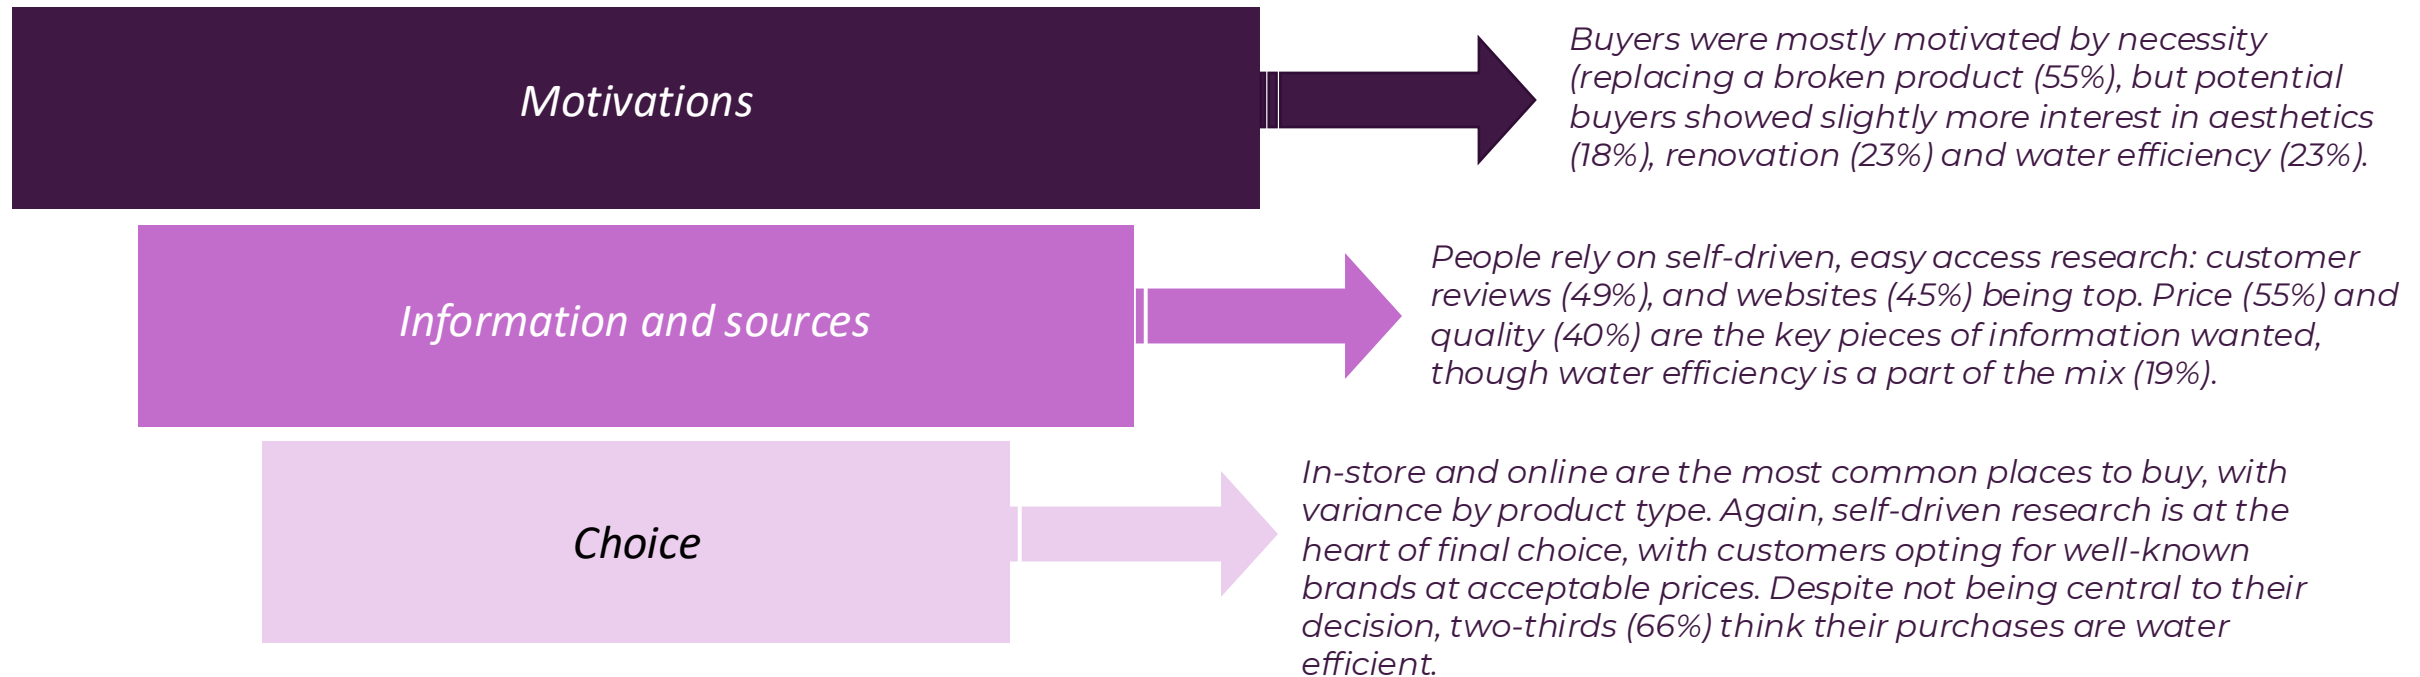 Motivations
Buyers were mostly motivated by necessity
(replacing a broken product (55%), but potential
buyers showed slightly more interest in aesthetics
(18%), renovation (23%) and water efficiency (23%).
Information and sources
People rely on self-driven, easy access research: customer
reviews (49%), and websites (45%) being top. Price (55%) and
quality (40%) are the key pieces of information wanted,
though water efficiency is a part of the mix (19%).
Choice
In-store and online are the most common places to buy, with
variance by product type. Again, self-driven research is at the
heart of final choice, with customers opting for well-known
brands at acceptable prices. Despite not being central to their
decision, two-thirds (66%) think their purchases are water
efficient.